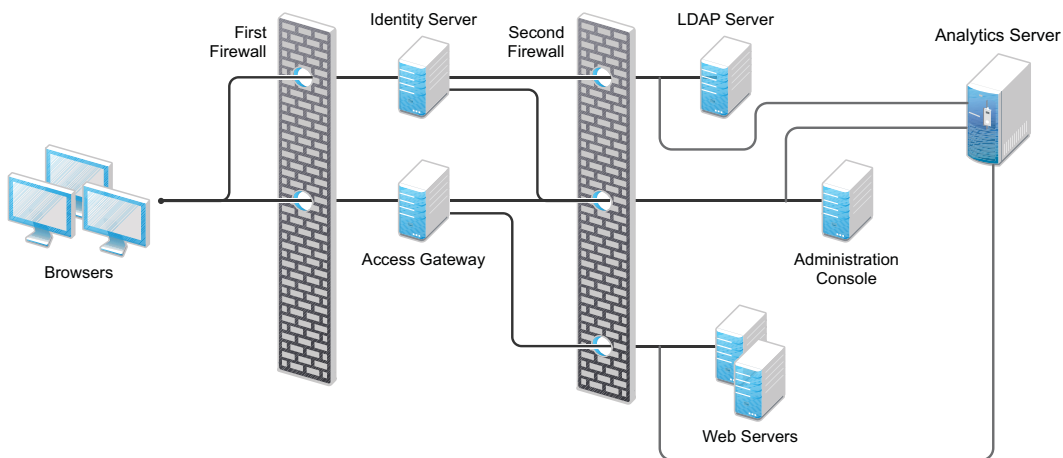 First
Firewall
Identity Server
Second
Firewall
LDAP Server
Analytics Server
Browsers
Access Gateway
Administration
Console
Web Servers